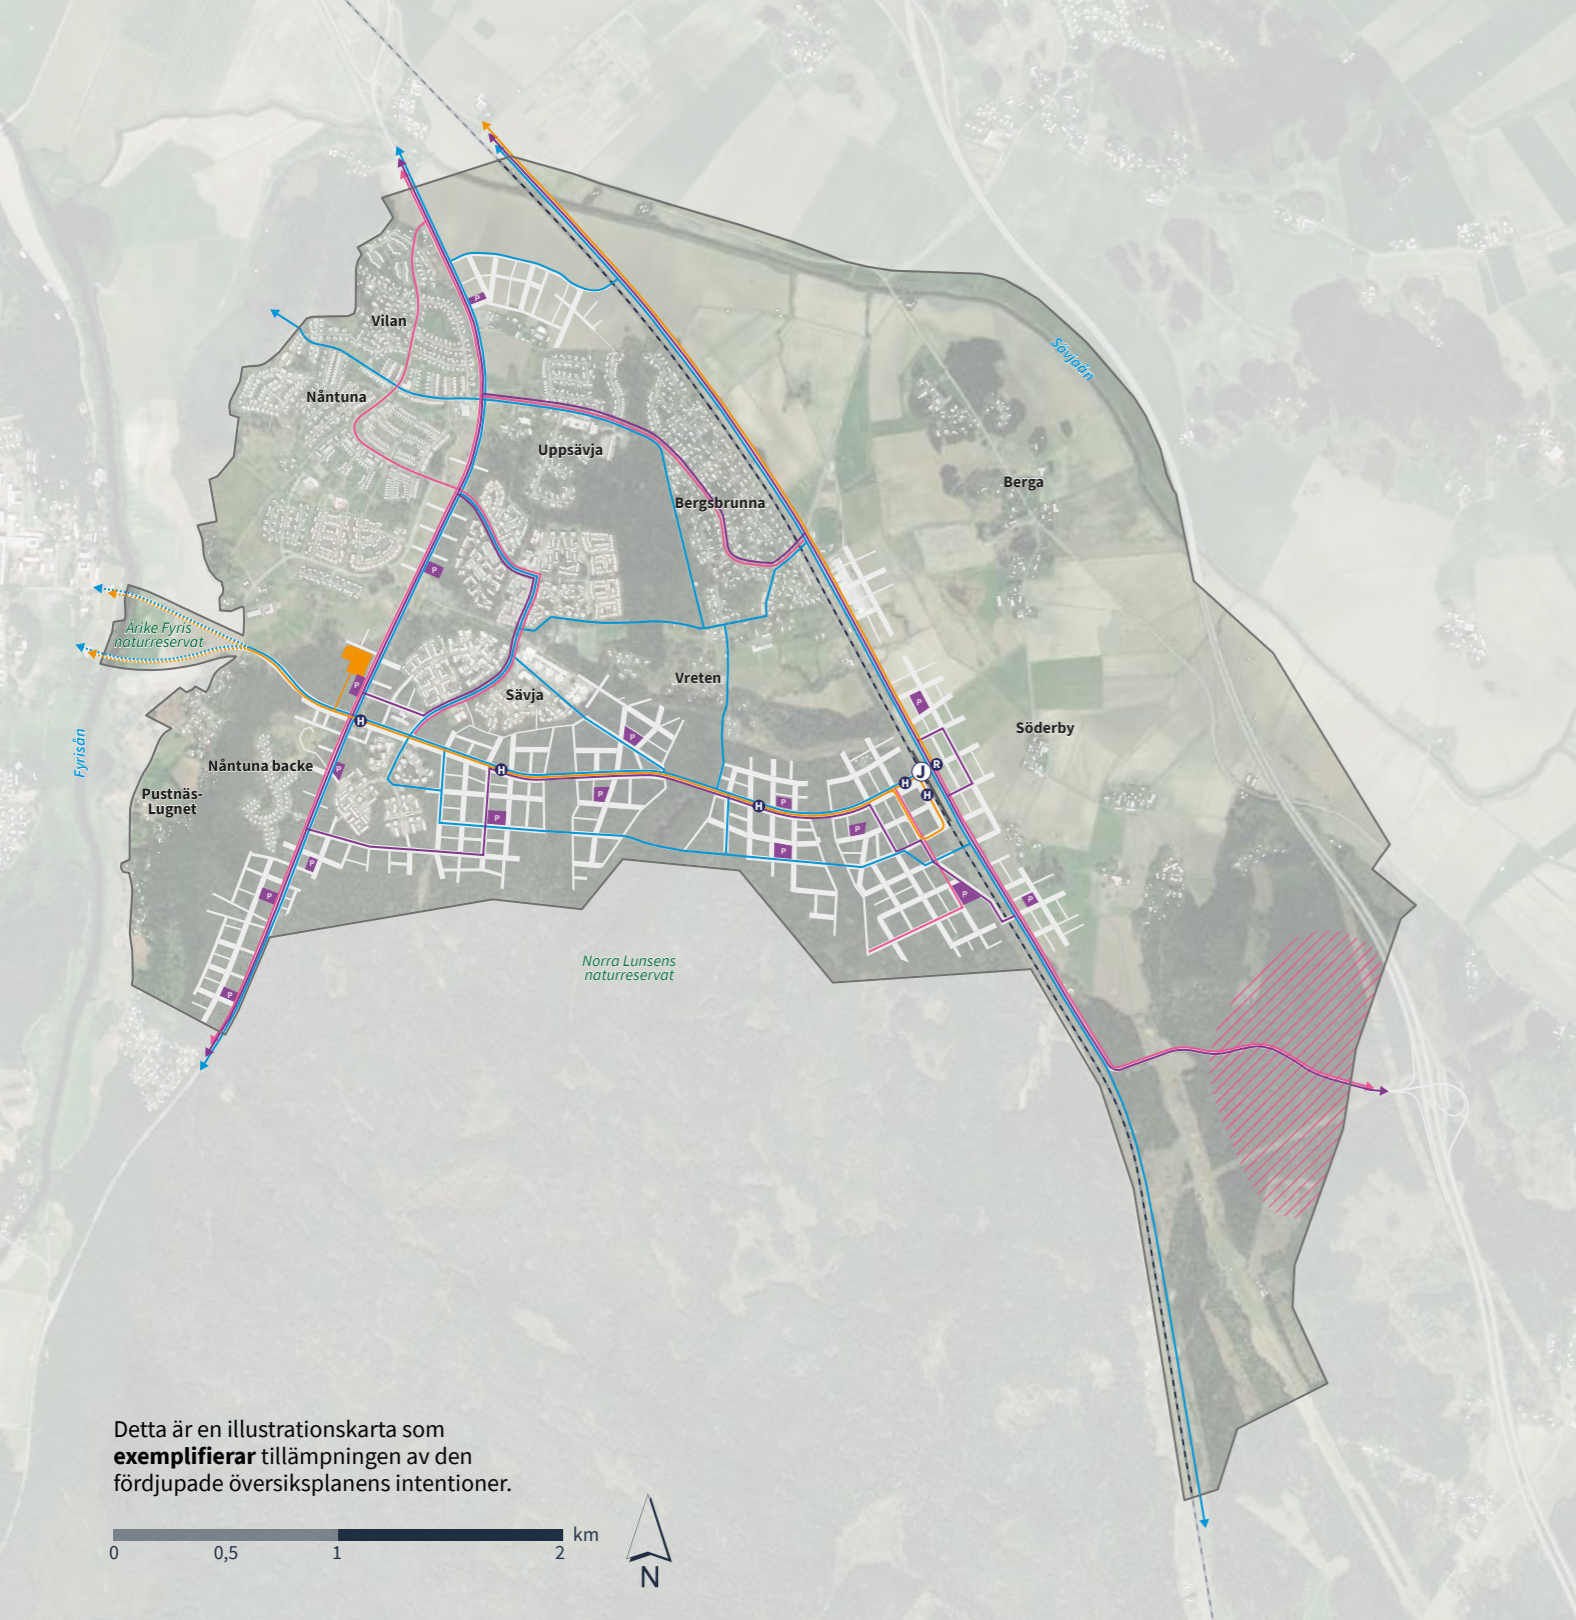 Sävjaån
P
Vilan
Nåntuna
Uppsävja
Bergsbrunna
Berga
P
Årike Fyris
naturreservat
Vreten
P
Sävja
P
H
P
Söderby
Fyrisån
Nåntuna backe
P
H
J
R
H
H
Pustnäs-
Lugnet
P
H
P
P
P
P
P
P
P
P
P
Norra Lunsens
naturreservat
P
Detta är en illustrationskarta som
exemplifierar tillämpningen av den
fördjupade översiksplanens intentioner.
km
0 0,5 1 2
N